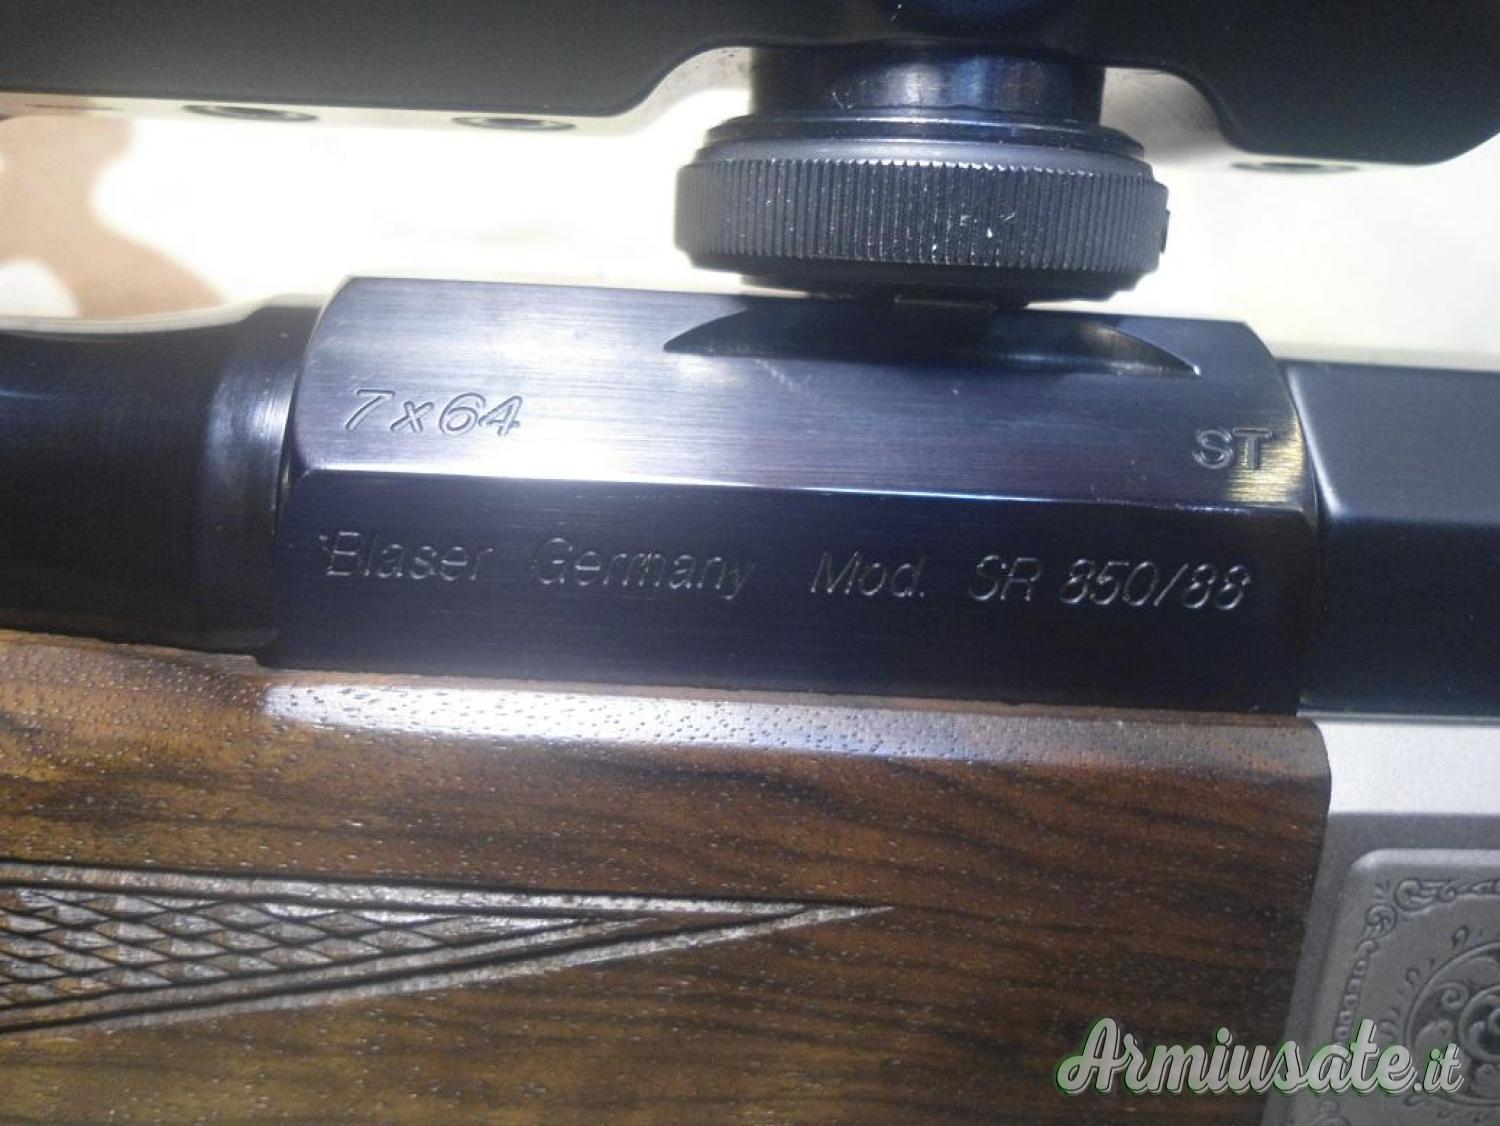 7x64 ST
Blaser Germany Mod. SR 850/88
Armiusate.it